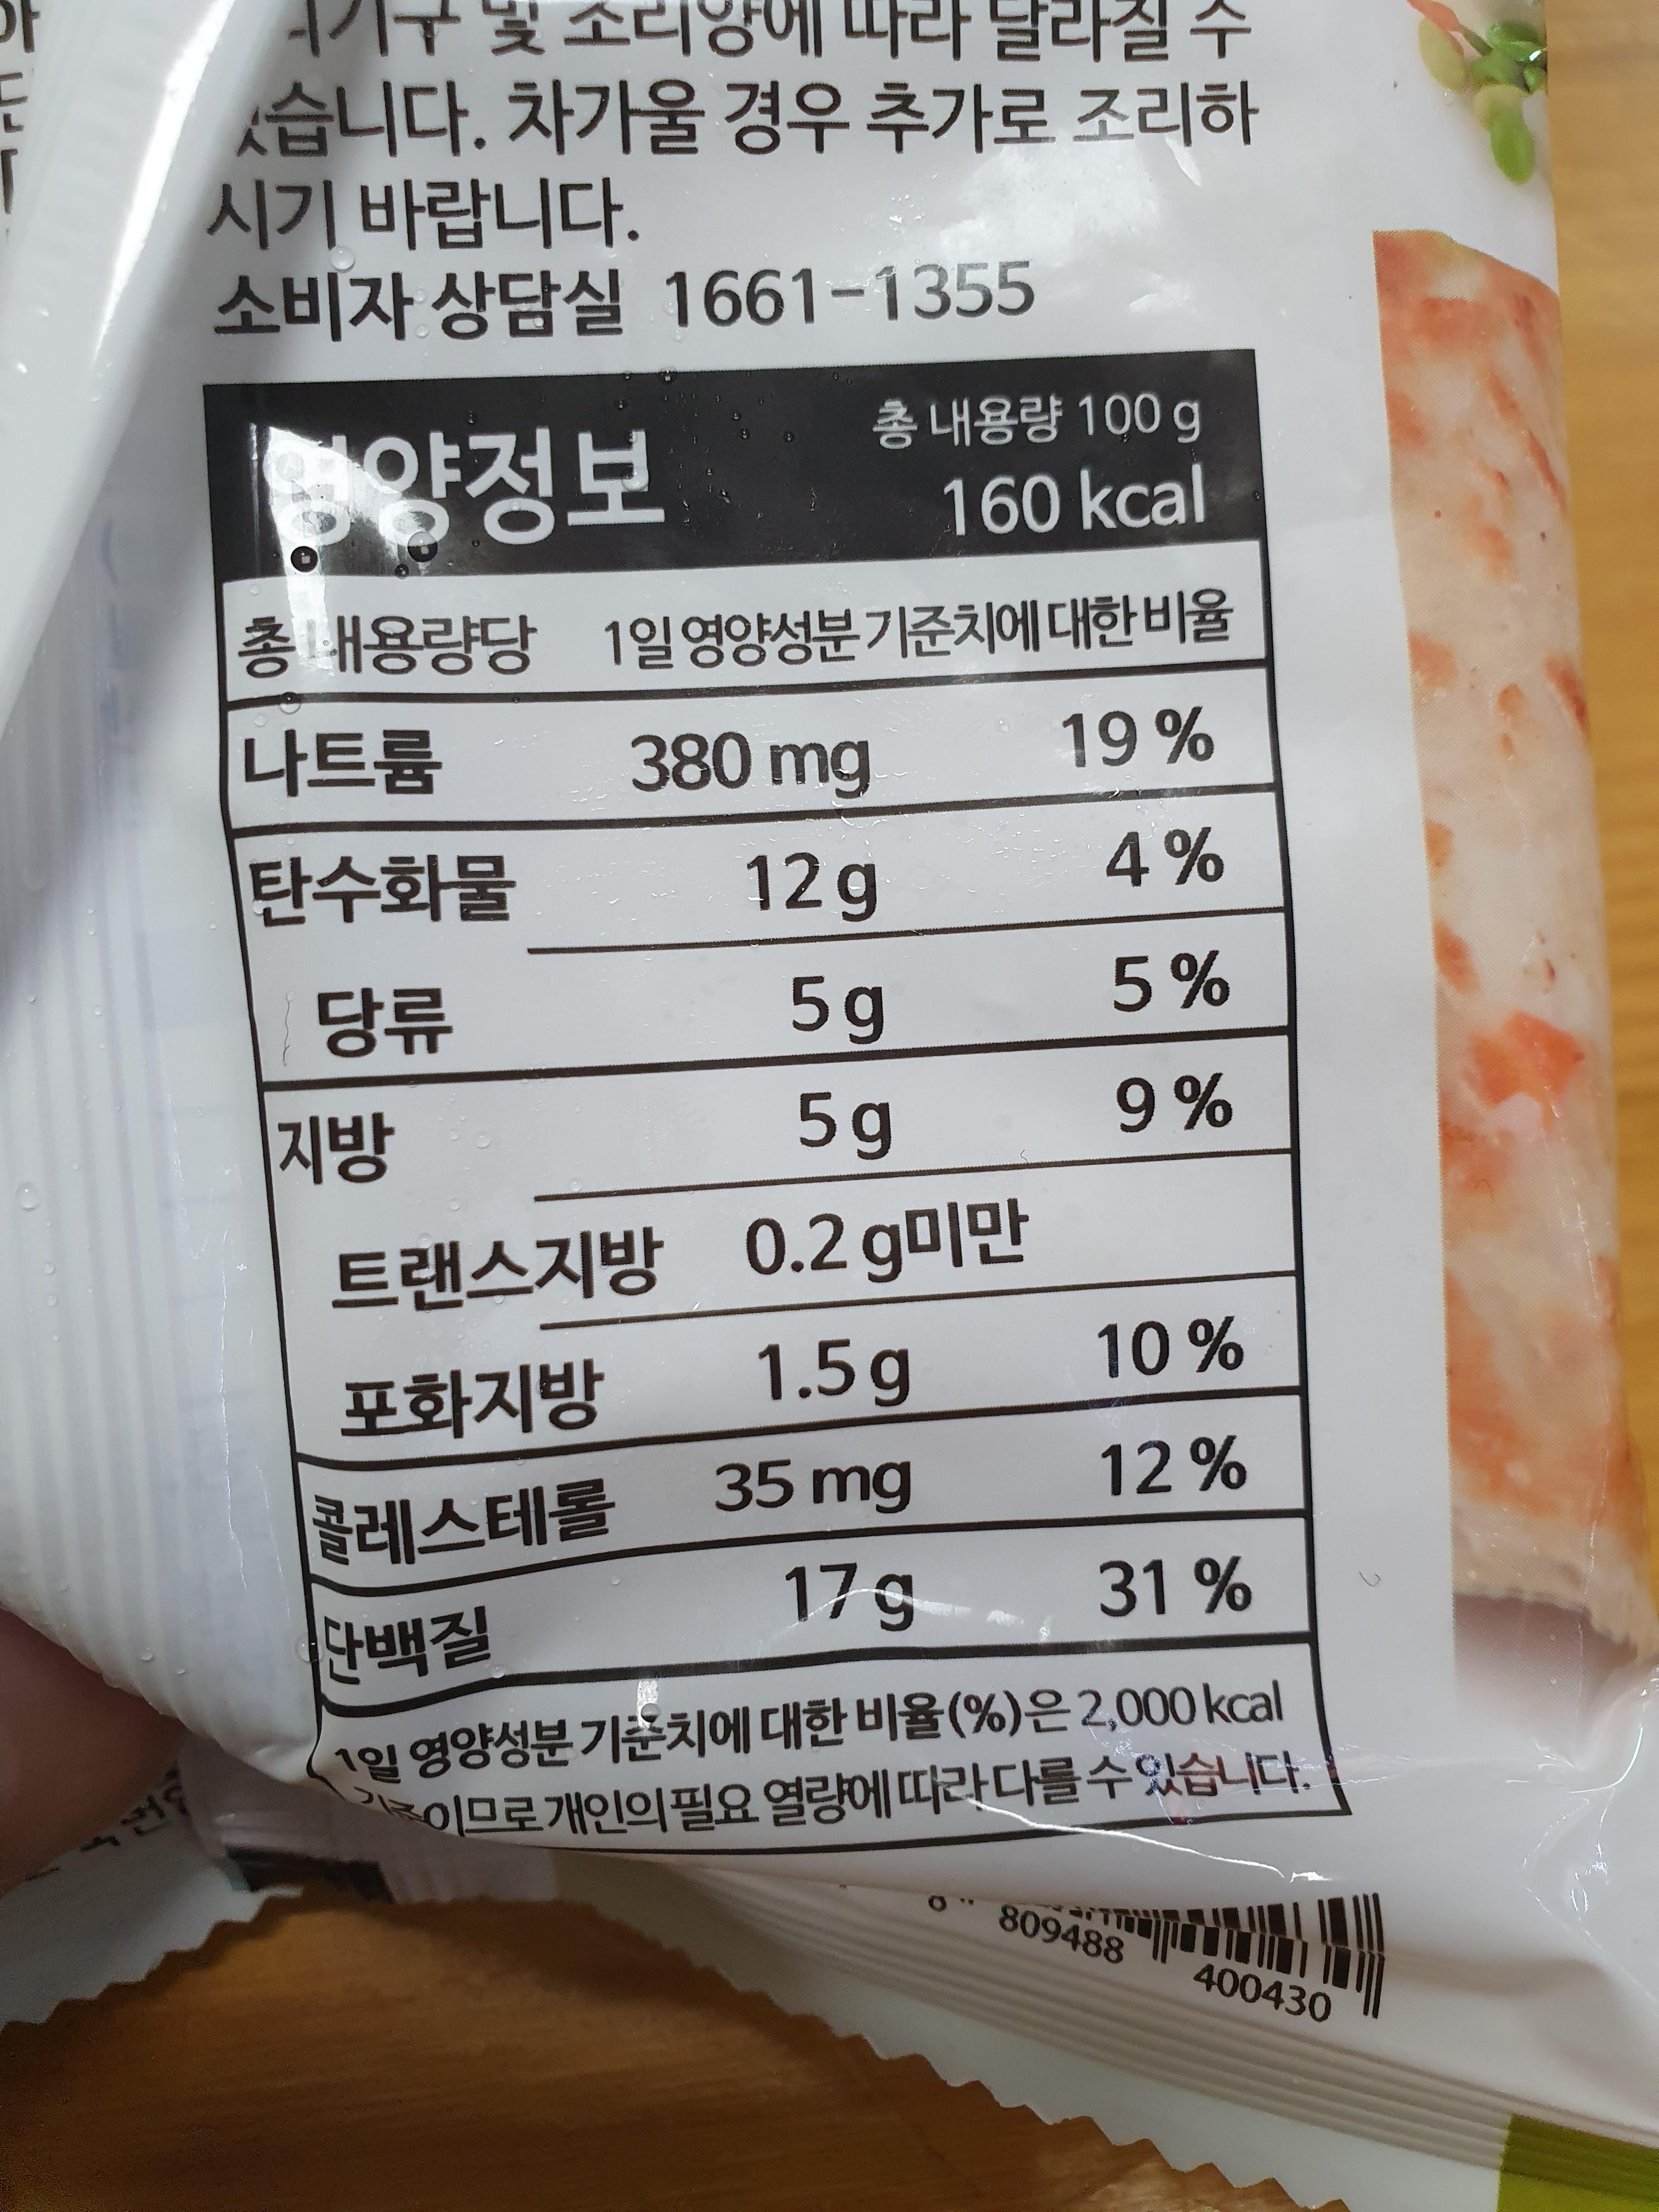 기구 및 조리양에 따라 달라질 수
습니다. 차가울 경우 추가로 조리하
시기 바랍니다.
소비자 상담실 1661-1355
영양정보
총 내용량 100 g
160 kcal
총 내용량당 1일 영양성분 기준치에 대한 비율
나트륨 380 mg 19 %
탄수화물 12 g 4 %
당류 5 g 5 %
지방 5 g 9 %
트랜스지방 0.2 g미만
포화지방 1.5 g 10 %
콜레스테롤 35 mg 12 %
단백질 17 g 31 %
1일 영양성분 기준치에 대한 비율(%)은 2,000 kcal
기준이므로 개인의 필요 열량에 따라 다를 수 있습니다.
8 809488 400430